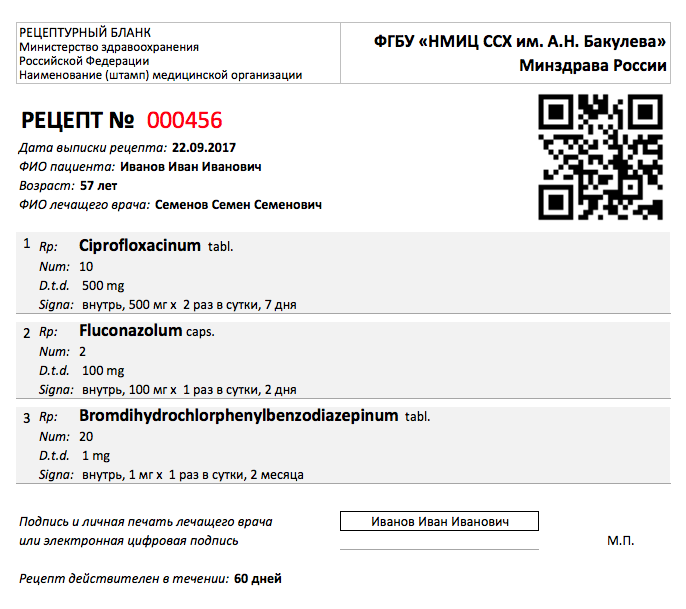 РЕЦЕПТУРНЫЙ БЛАНК
Министерство здравоохранения
Российской Федерации
Наименование (штамп) медицинской организации
ФГБУ «НМИЦ ССХ им. А.Н. Бакулева»
Минздрава России
РЕЦЕПТ № 000456
Дата выписки рецепта: 22.09.2017
ФИО пациента: Иванов Иван Иванович
Возраст: 57 лет
ФИО лечащего врача: Семенов Семен Семенович
1 Rp: Ciprofloxacinum tabl.
Num: 10
D.t.d. 500 mg
Signa: внутрь, 500 мг x 2 раз в сутки, 7 дня
2 Rp: Fluconazolum caps.
Num: 2
D.t.d. 100 mg
Signa: внутрь, 100 мг x 1 раз в сутки, 2 дня
3 Rp: Bromdihydrochlorphenylbenzodiazepinum tabl.
Num: 20
D.t.d. 1 mg
Signa: внутрь, 1 мг x 1 раз в сутки, 2 месяца
Подпись и личная печать лечащего врача
или электронная цифровая подпись
Иванов Иван Иванович
М.П.
Рецепт действителен в течении: 60 дней